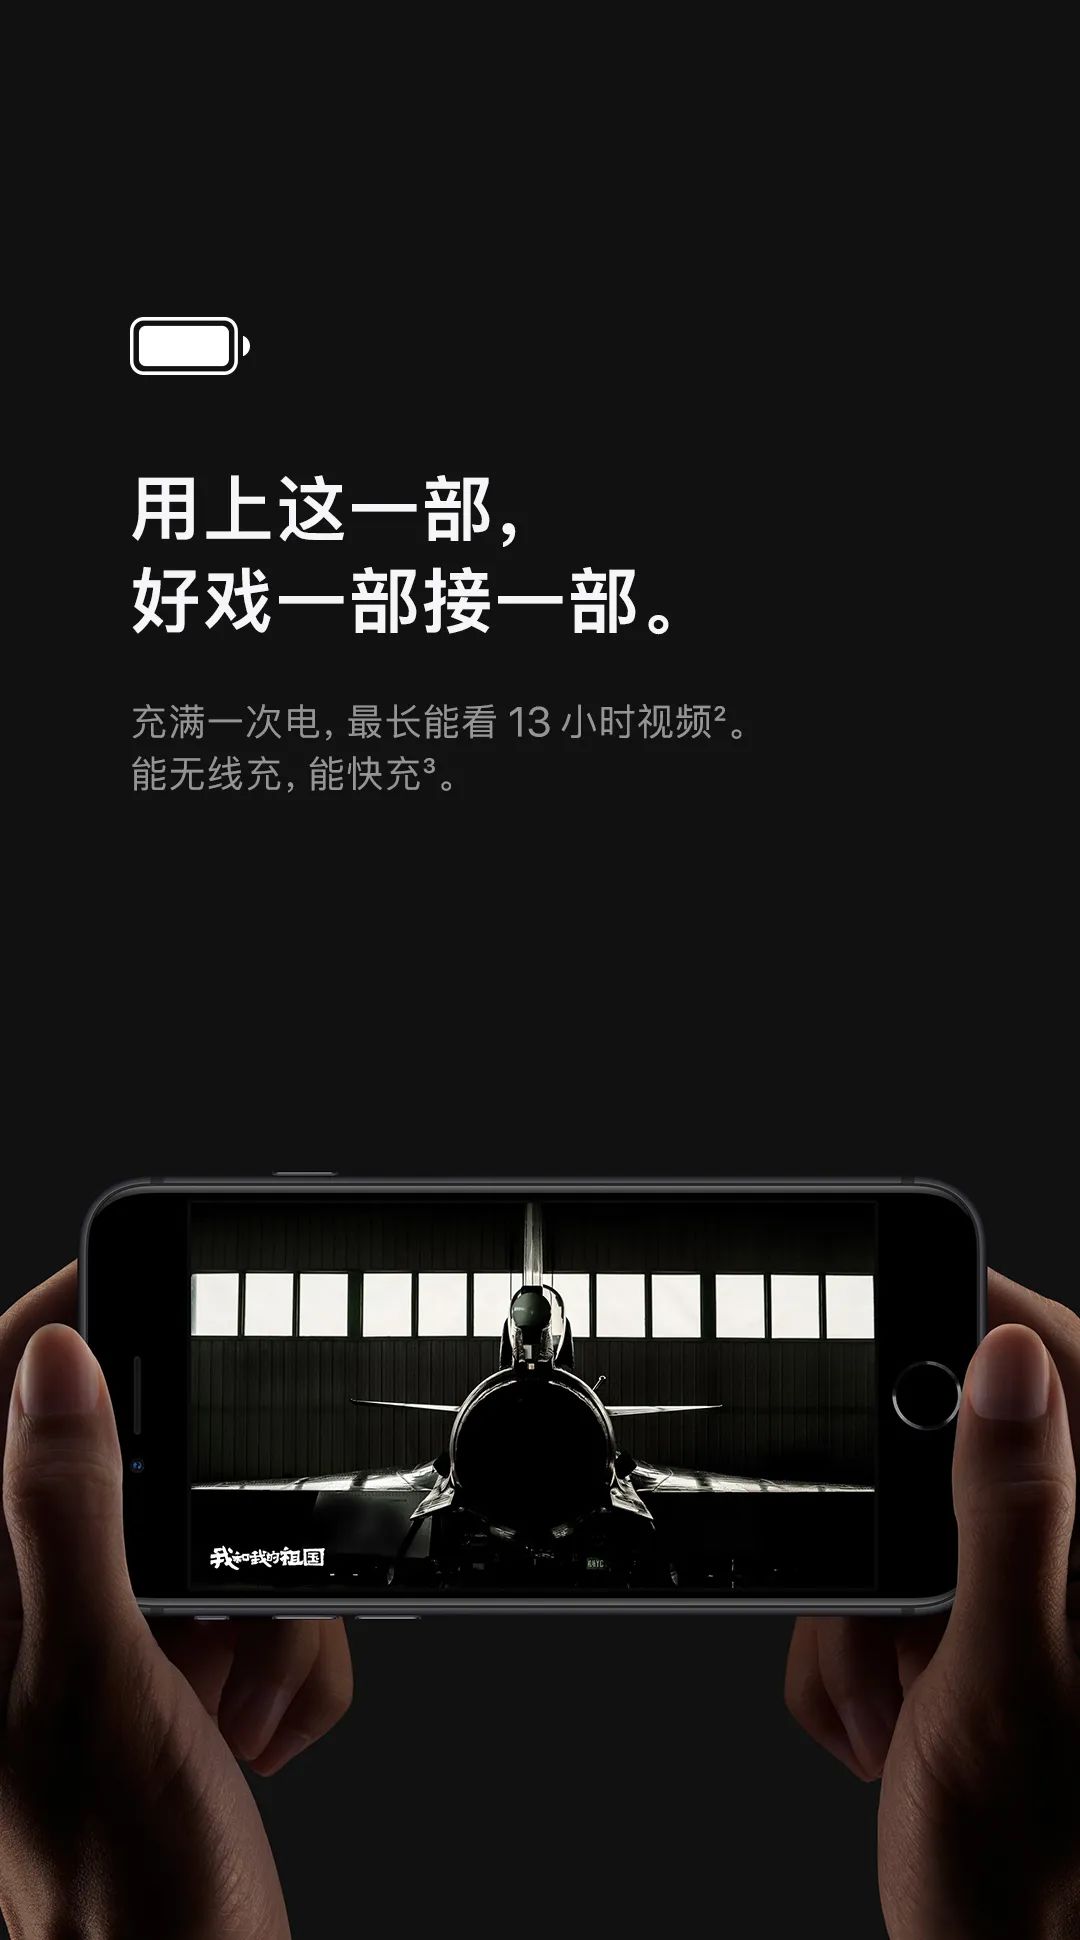 用上这一部，
好戏一部接一部。
充满一次电，最长能看 13 小时视频²。
能无线充，能快充³。
我和我的祖国